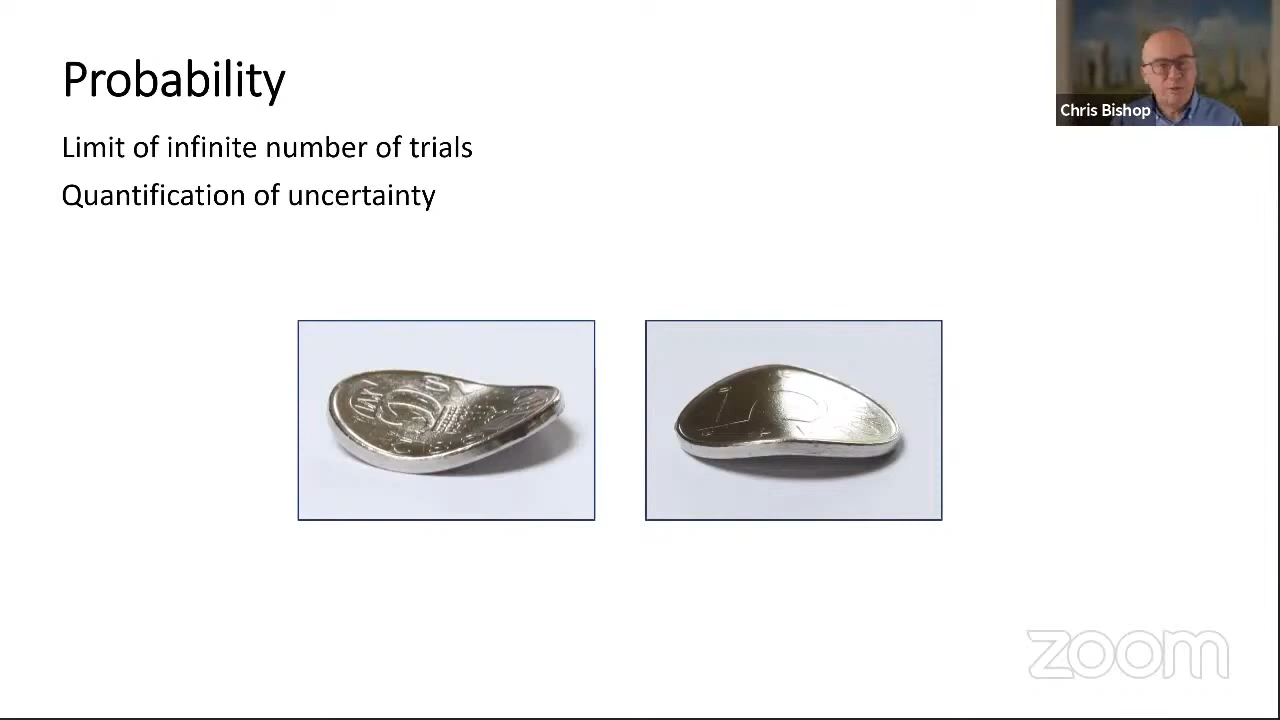 Probability
Chris Bishop
Limit of infinite number of trials
Quantification of uncertainty
zoom